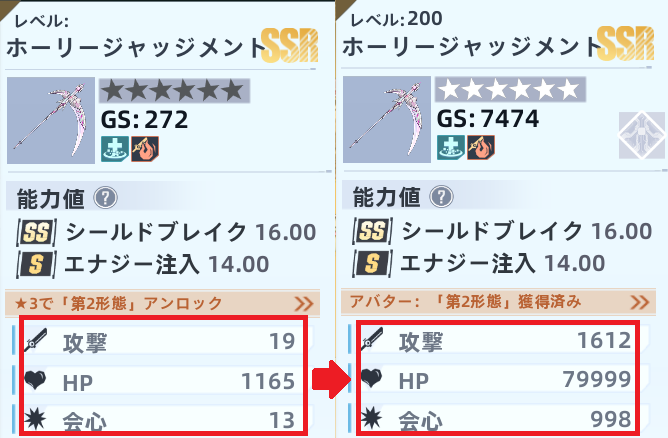 レベル:
ホーリージャッジメント SSR
GS: 272
能力値 ?
SS シールドブレイク 16.00
S エナジー注入 14.00
★3で「第2形態」アンロック
攻撃 19
HP 1165
会心 13
レベル: 200
ホーリージャッジメント SSR
GS: 7474
能力値 ?
SS シールドブレイク 16.00
S エナジー注入 14.00
アバター: 「第2形態」獲得済み
攻撃 1612
HP 79999
会心 998